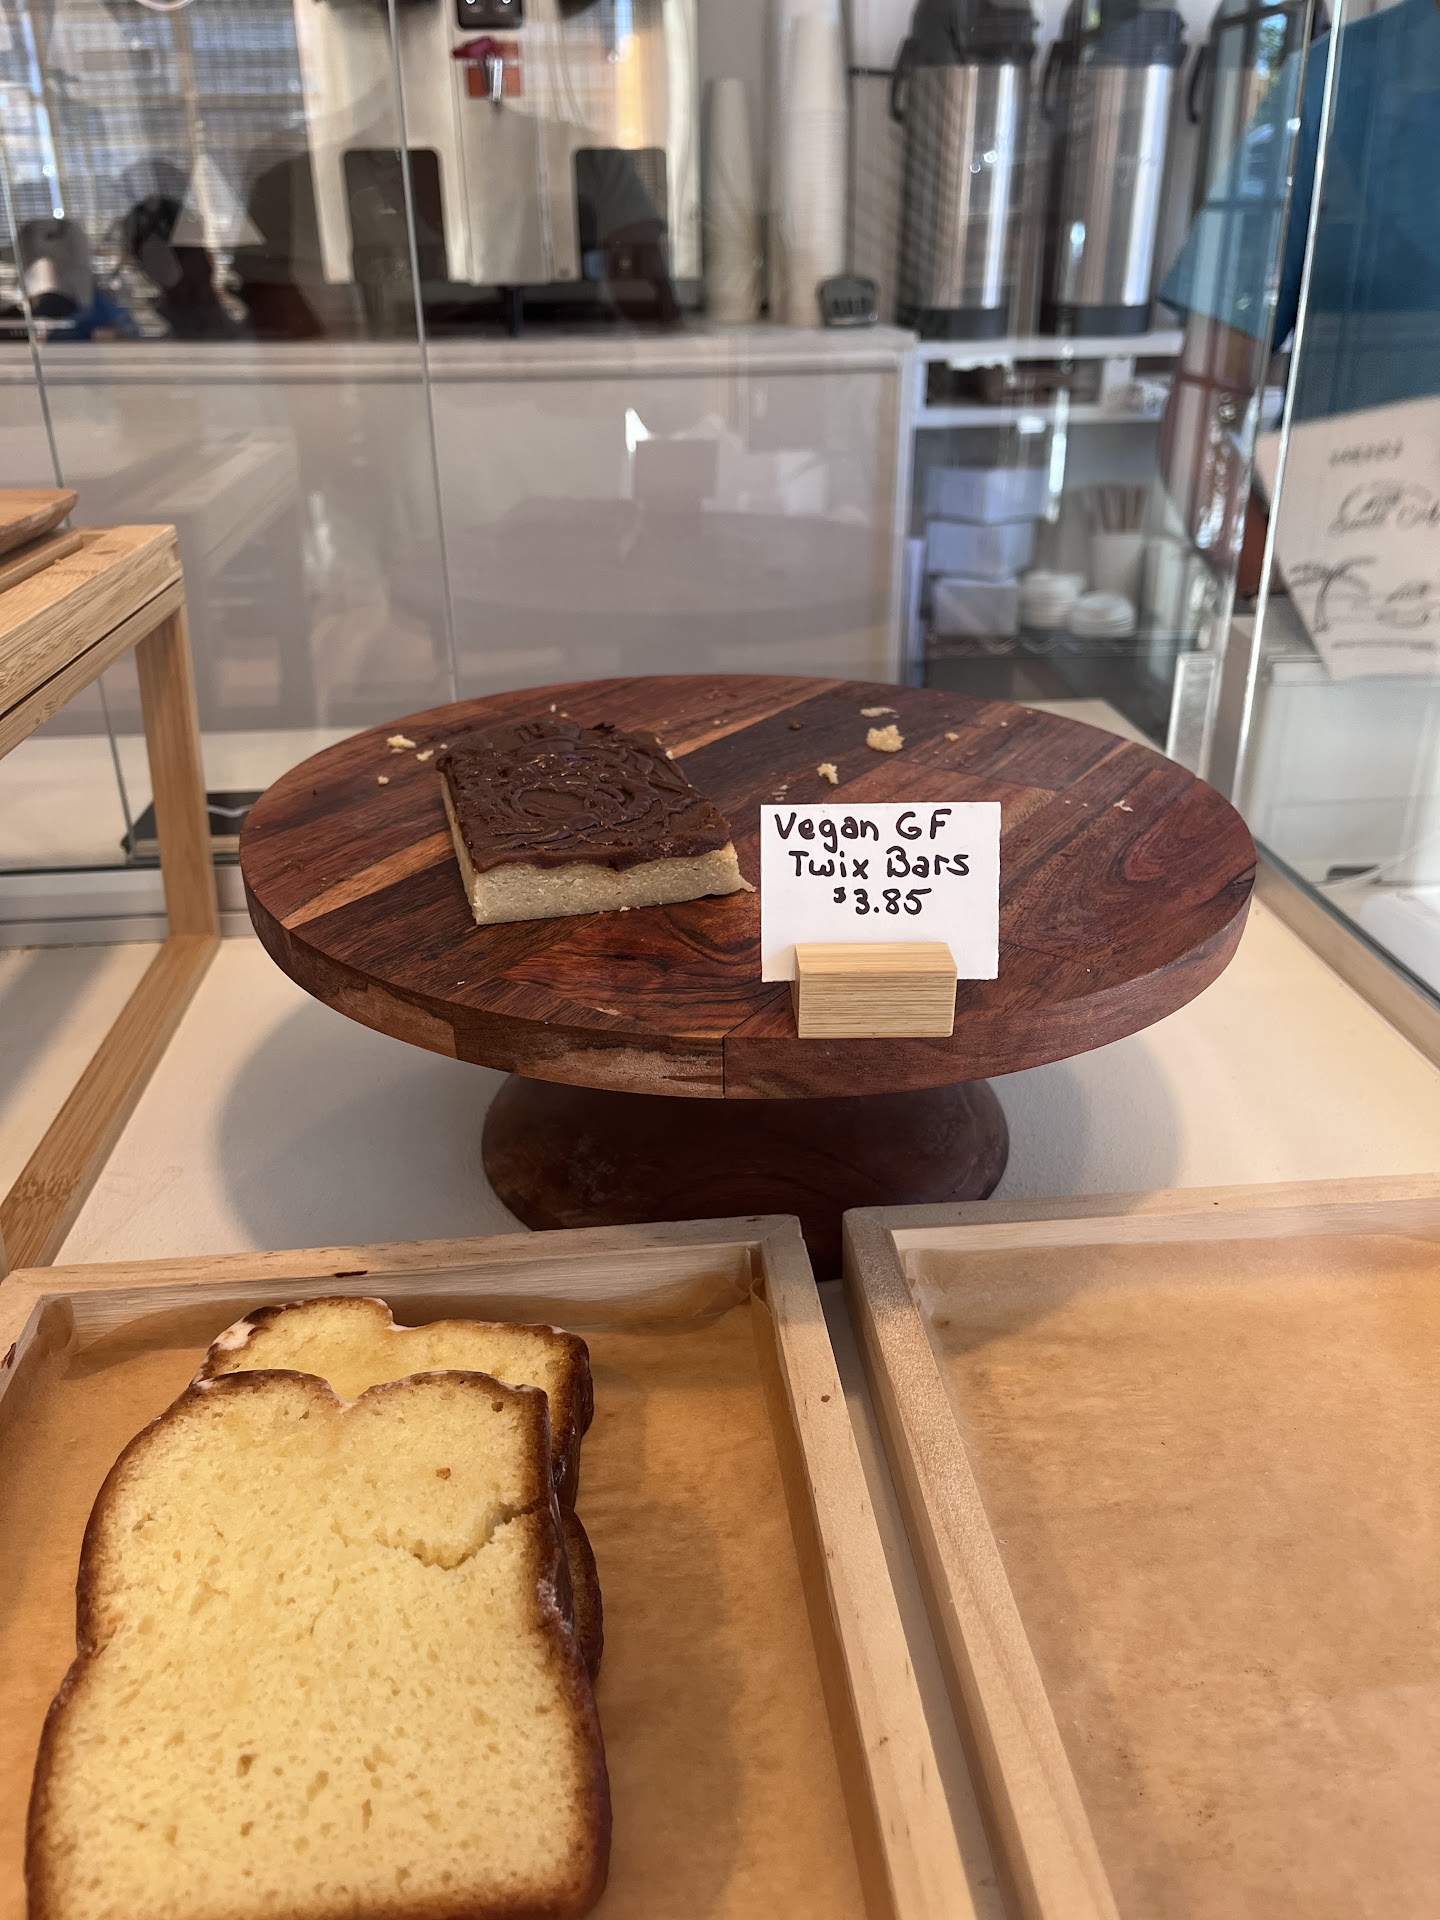 Vegan GF
Twix Bars
$3.85